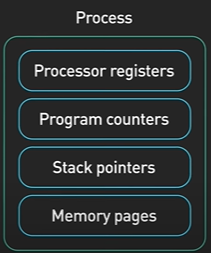 Process
Processor registers
Program counters
Stack pointers
Memory pages